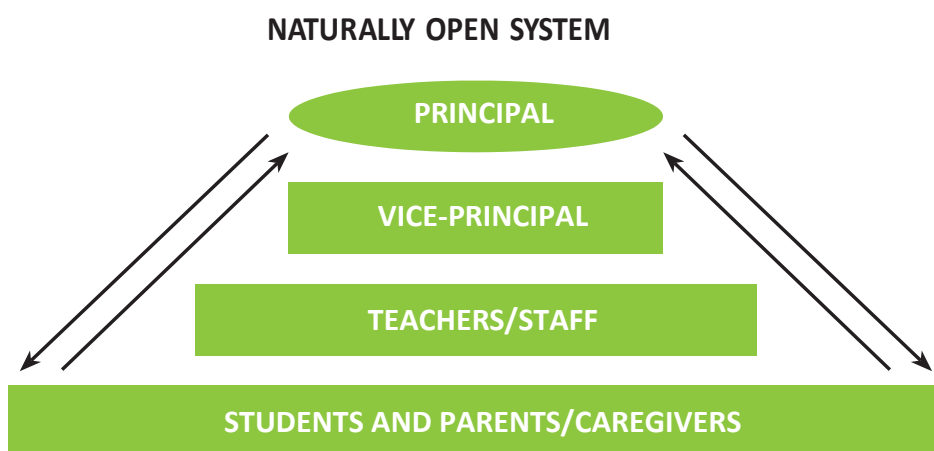 NATURALLY OPEN SYSTEM
PRINCIPAL
VICE-PRINCIPAL
TEACHERS/STAFF
STUDENTS AND PARENTS/CAREGIVERS